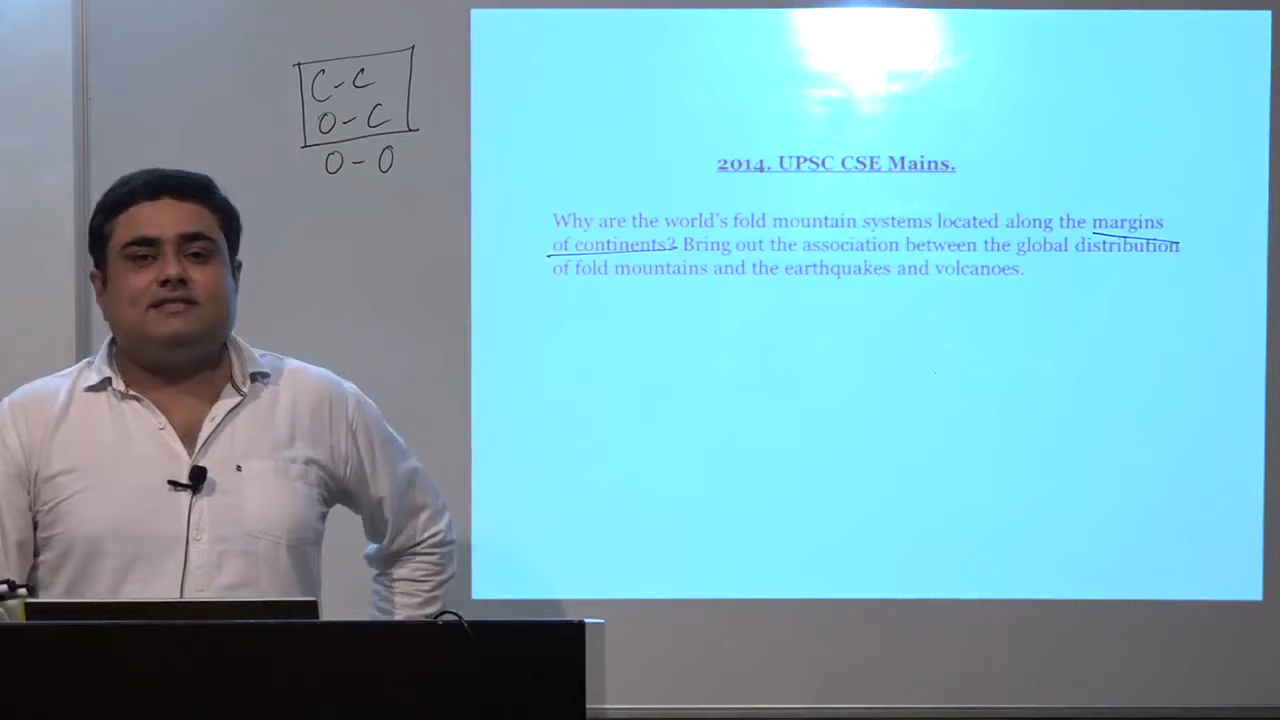 C-C
O-C
O-O
2014. UPSC CSE Mains.
Why are the world's fold mountain systems located along the margins
of continents? Bring out the association between the global distribution
of fold mountains and the earthquakes and volcanoes.